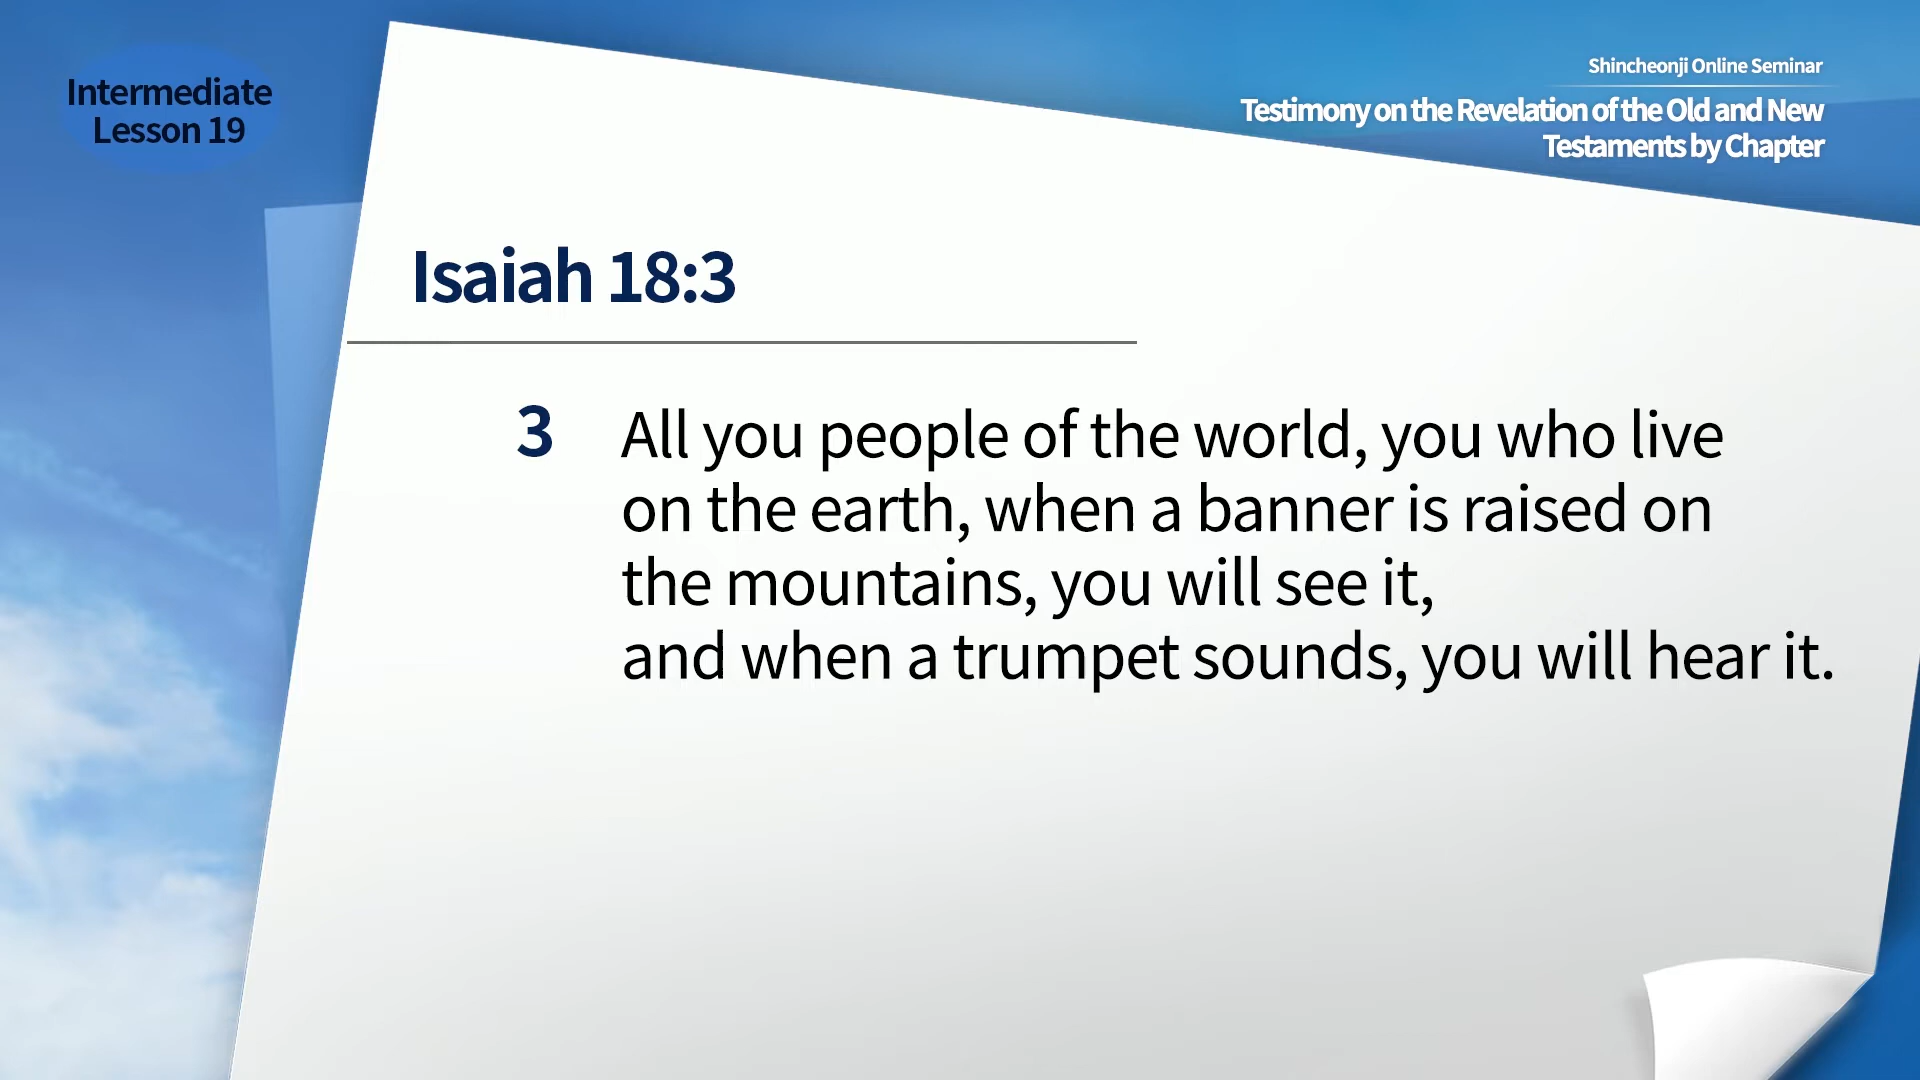 Intermediate
Lesson 19
Shincheonji Online Seminar
Testimony on the Revelation of the Old and New
Testaments by Chapter
Isaiah 18:3
3 All you people of the world, you who live
on the earth, when a banner is raised on
the mountains, you will see it,
and when a trumpet sounds, you will hear it.